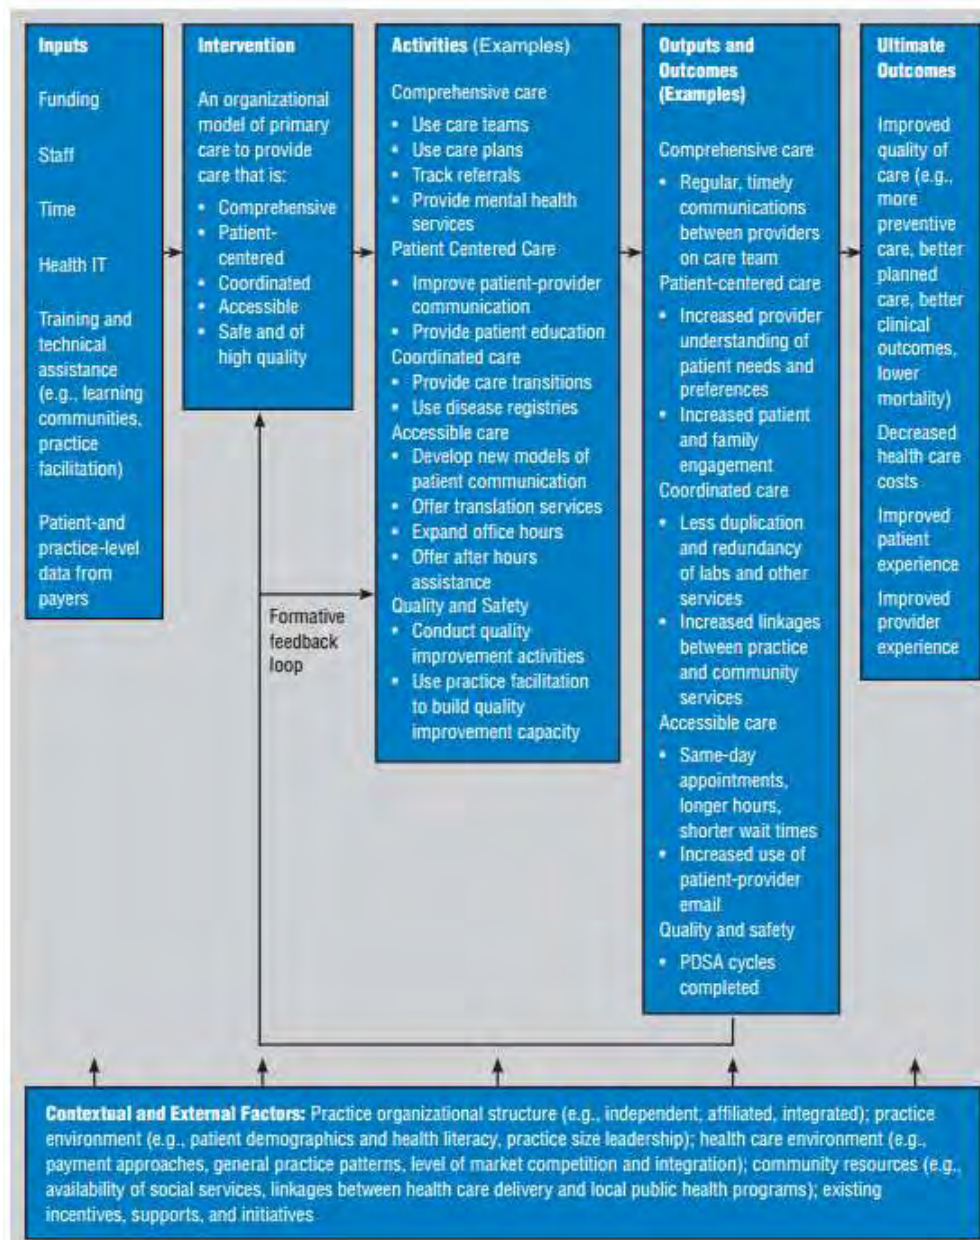 Inputs
Funding
Staff
Time
Health IT
Training and
technical
assistance
(e.g., learning
communities,
practice
facilitation)
Patient-and
practice-level
data from
payers
Intervention
An organizational
model of primary
care to provide
care that is:
• Comprehensive
• Patient-
centered
• Coordinated
• Accessible
• Safe and of
high quality
Formative
feedback
loop
Activities (Examples)
Comprehensive care
• Use care teams
• Use care plans
• Track referrals
• Provide mental health
services
Patient Centered Care
• Improve patient-provider
communication
• Provide patient education
Coordinated care
• Provide care transitions
• Use disease registries
Accessible care
• Develop new models of
patient communication
• Offer translation services
• Expand office hours
• Offer after hours
assistance
Quality and Safety
• Conduct quality
improvement activities
• Use practice facilitation
to build quality
improvement capacity
Outputs and
Outcomes
(Examples)
Comprehensive care
• Regular, timely
communications
between providers
on care team
Patient-centered care
• Increased provider
understanding of
patient needs and
preferences
• Increased patient
and family
engagement
Coordinated care
• Less duplication
and redundancy
of labs and other
services
• Increased linkages
between practice
and community
services
Accessible care
• Same-day
appointments,
longer hours,
shorter wait times
• Increased use of
patient-provider
email
Quality and safety
• PDSA cycles
completed
Ultimate
Outcomes
Improved
quality of
care (e.g.,
more
preventive
care, better
planned
care, better
clinical
outcomes,
lower
mortality)
Decreased
health care
costs
Improved
patient
experience
Improved
provider
experience
Contextual and External Factors: Practice organizational structure (e.g., independent, affiliated, integrated); practice
environment (e.g., patient demographics and health literacy, practice size leadership); health care environment (e.g.,
payment approaches, general practice patterns, level of market competition and integration); community resources (e.g.,
availability of social services, linkages between health care delivery and local public health programs); existing
incentives, supports, and initiatives